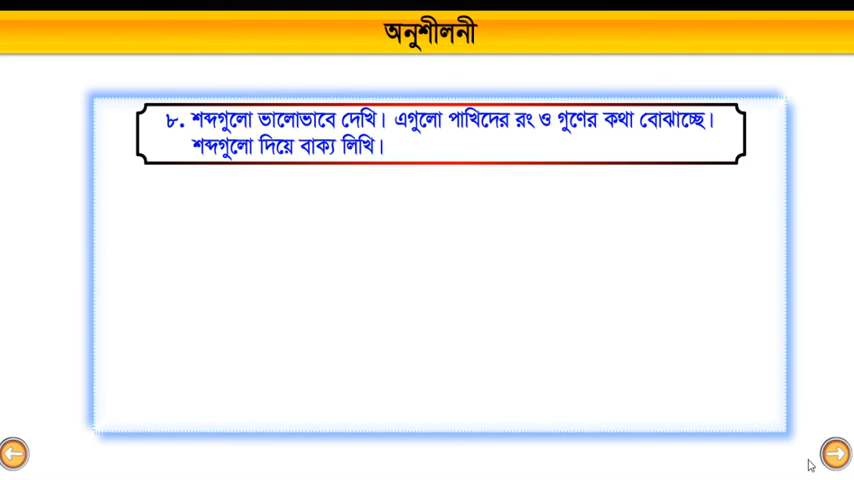 অনুশীলনী
৮. শব্দগুলো ভালোভাবে দেখি। এগুলো পাখিদের রং ও গুণের কথা বোঝাচ্ছে।
শব্দগুলো দিয়ে বাক্য লিখি।